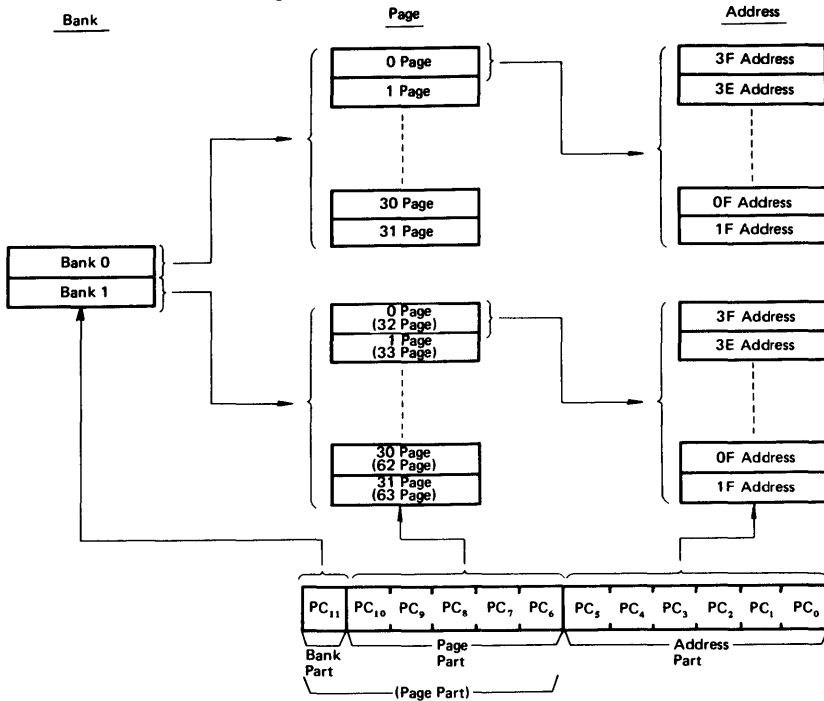 Bank
Page
Address
0 Page
1 Page
30 Page
31 Page
3F Address
3E Address
0F Address
1F Address
Bank 0
Bank 1
0 Page
(32 Page)
1 Page
(33 Page)
30 Page
(62 Page)
31 Page
(63 Page)
3F Address
3E Address
0F Address
1F Address
PC11 PC10 PC9 PC8 PC7 PC6 PC5 PC4 PC3 PC2 PC1 PC0
Bank Part
Page Part
Address Part
(Page Part)